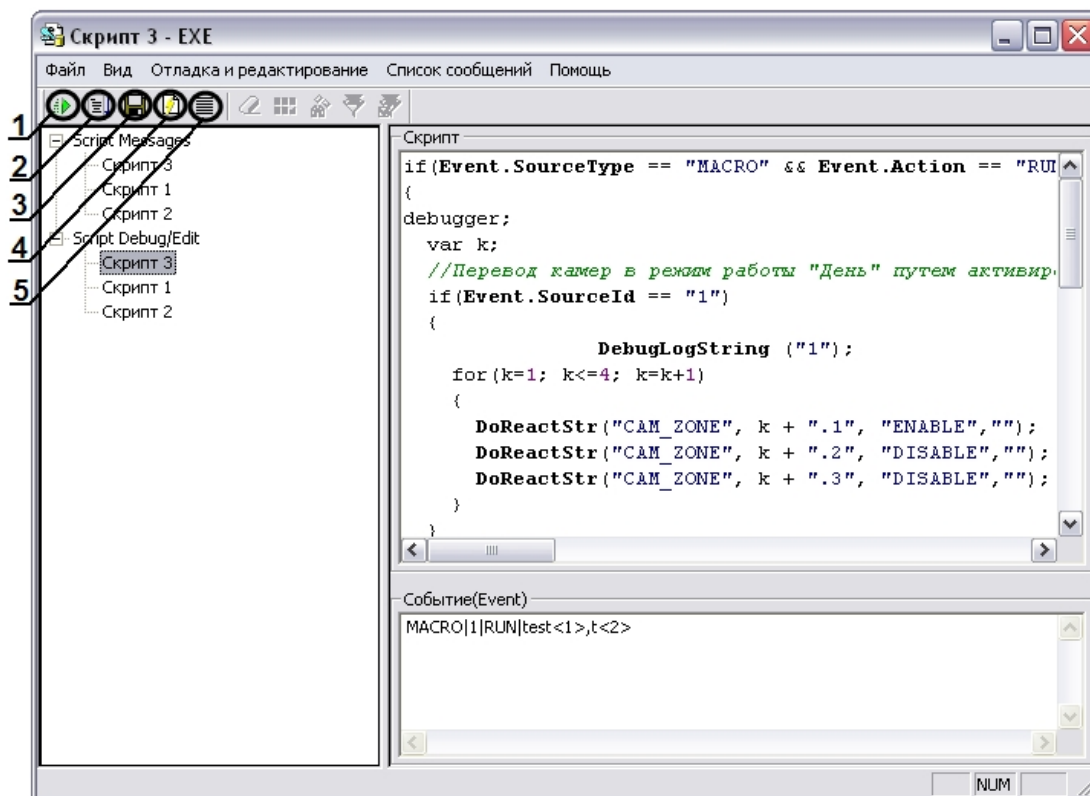 Скрипт 3 - EXE
Файл Вид Отладка и редактирование Список сообщений Помощь
1
2
3
4
5
Script Messages
Скрипт 3
Скрипт 1
Скрипт 2
Script Debug/Edit
Скрипт 3
Скрипт 1
Скрипт 2
Скрипт
if(Event.SourceType == "MACRO" && Event.Action == "RUN
{
debugger;
var k;
//Перевод камер в режим работы "День" путем активир
if(Event.SourceId == "1")
{
DebugLogString ("1");
for(k=1; k<=4; k=k+1)
{
DoReactStr("CAM_ZONE", k + ".1", "ENABLE","");
DoReactStr("CAM_ZONE", k + ".2", "DISABLE","");
DoReactStr("CAM_ZONE", k + ".3", "DISABLE","");
}
}
Событие(Event)
MACRO|1|RUN|test<1>,t<2>
NUM